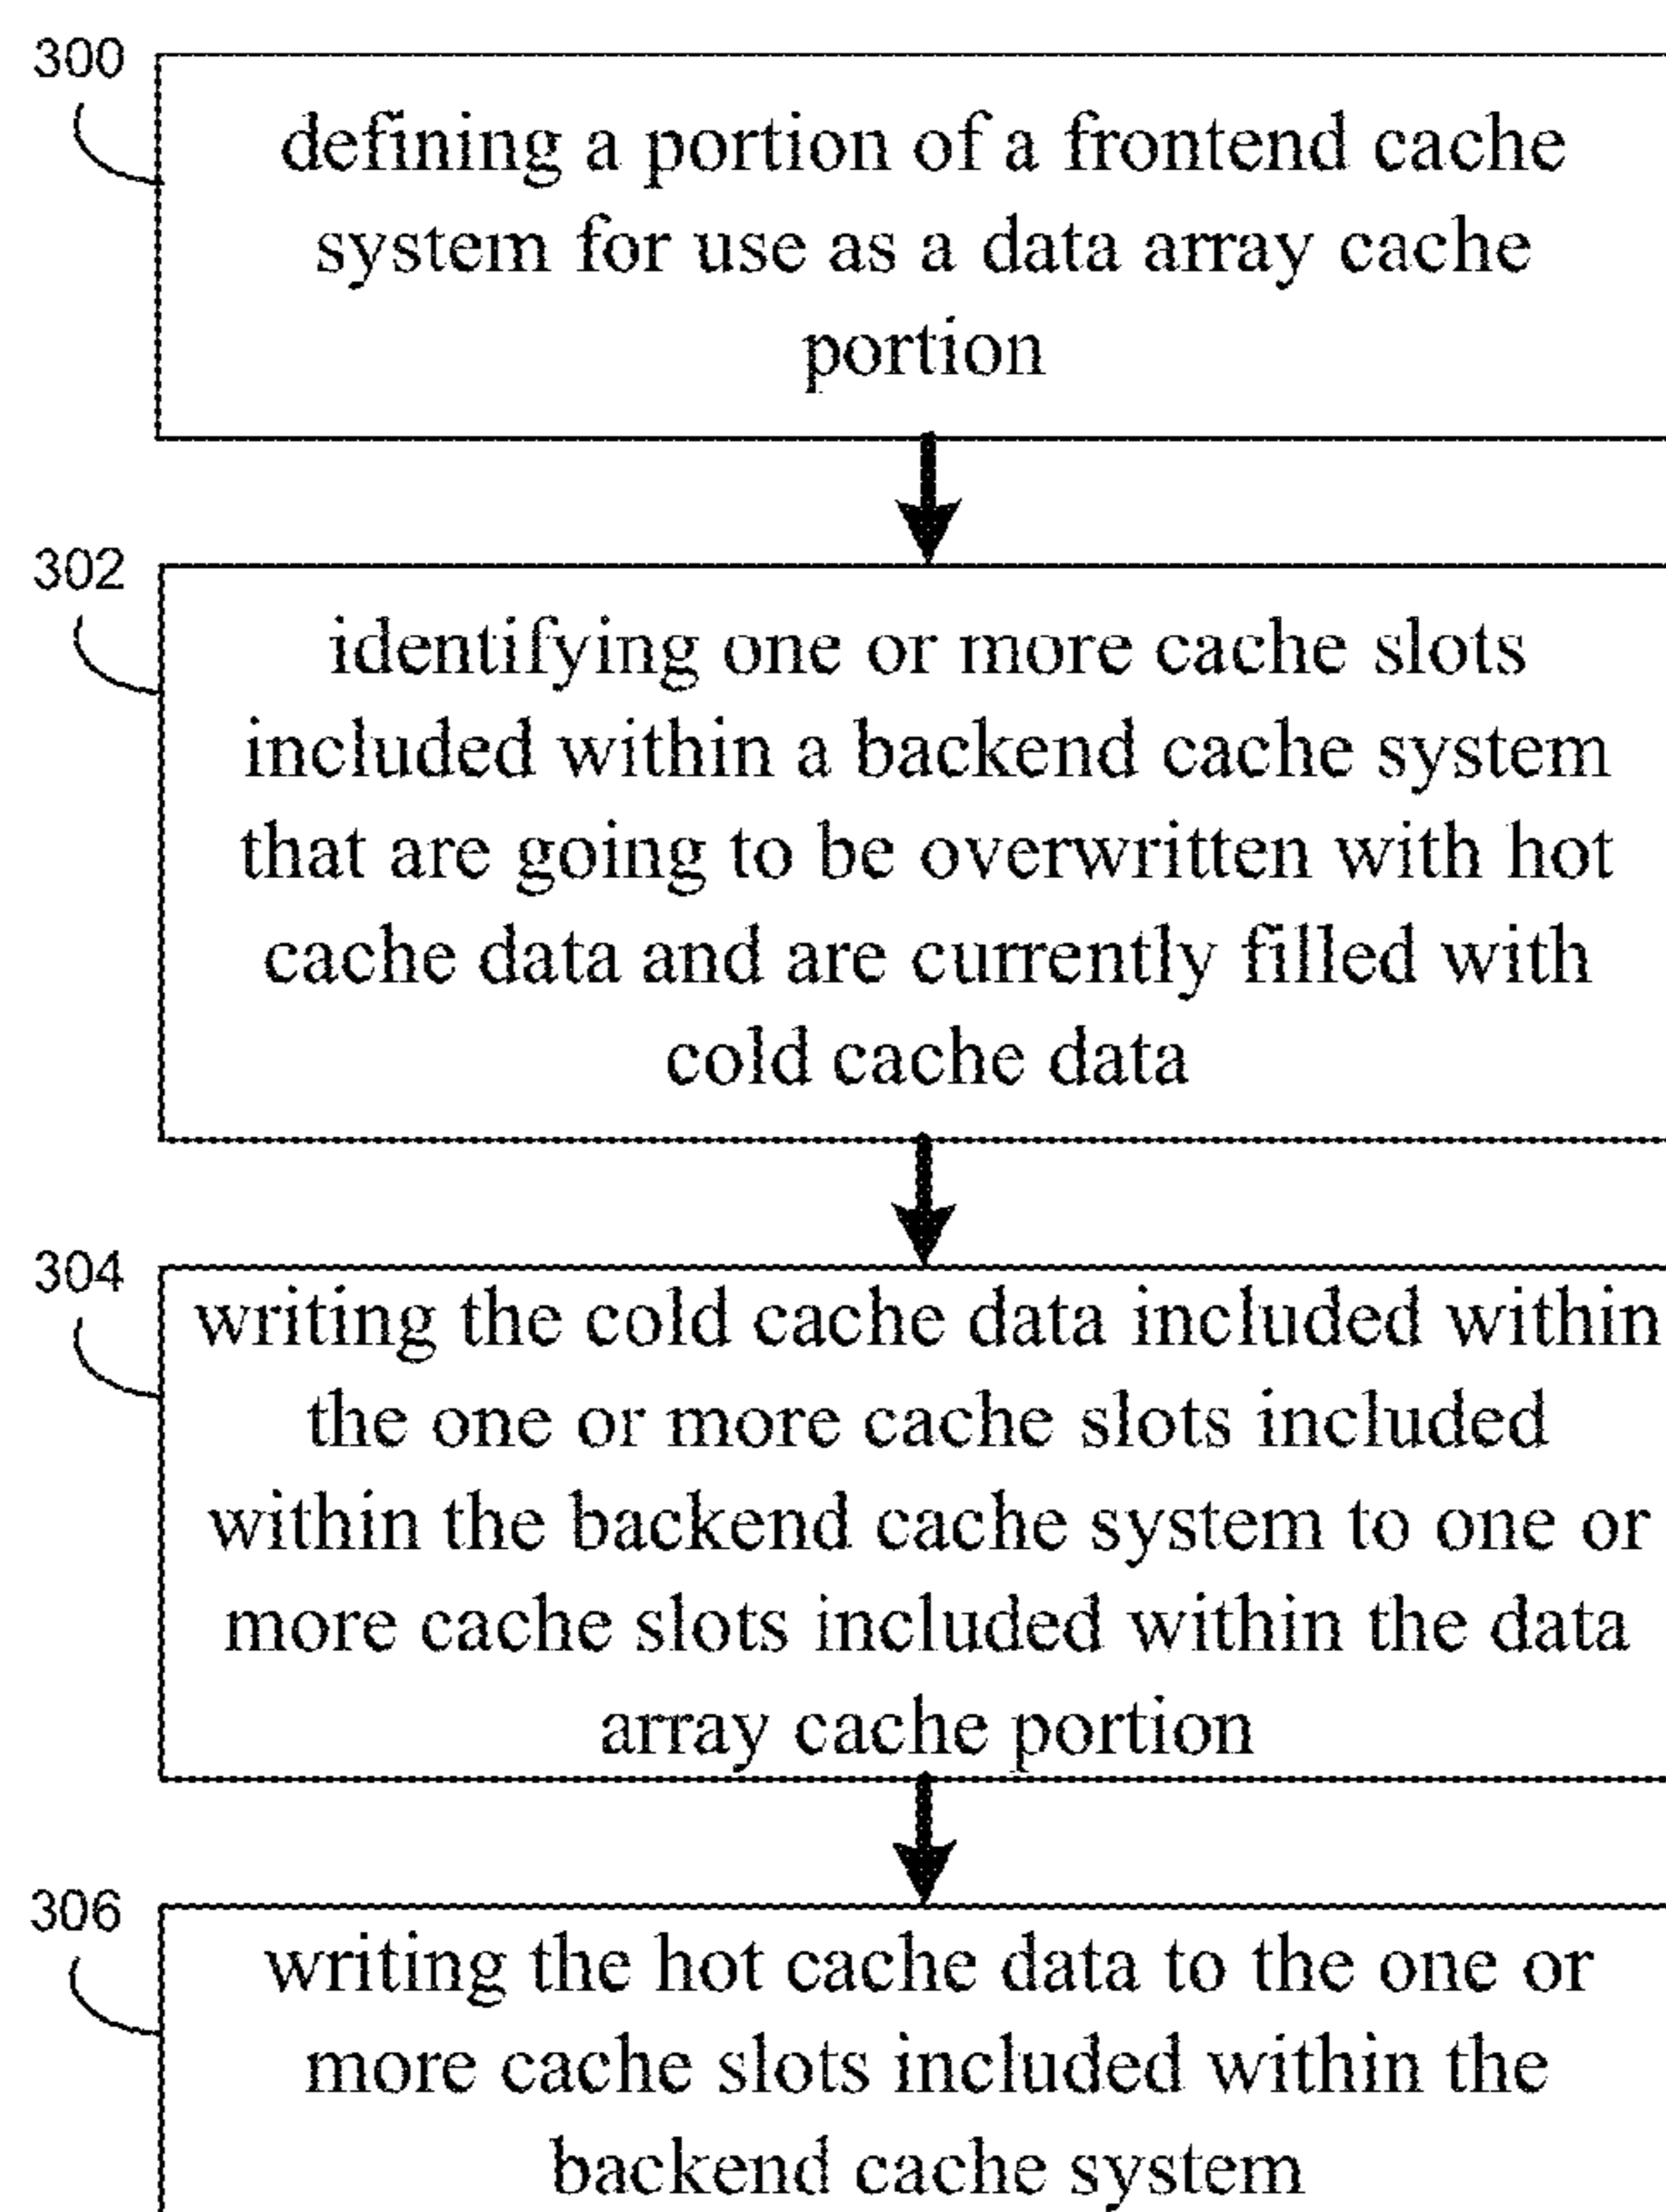 300
defining a portion of a frontend cache
system for use as a data array cache
portion
302
identifying one or more cache slots
included within a backend cache system
that are going to be overwritten with hot
cache data and are currently filled with
cold cache data
304
writing the cold cache data included within
the one or more cache slots included
within the backend cache system to one or
more cache slots included within the data
array cache portion
306
writing the hot cache data to the one or
more cache slots included within the
backend cache system